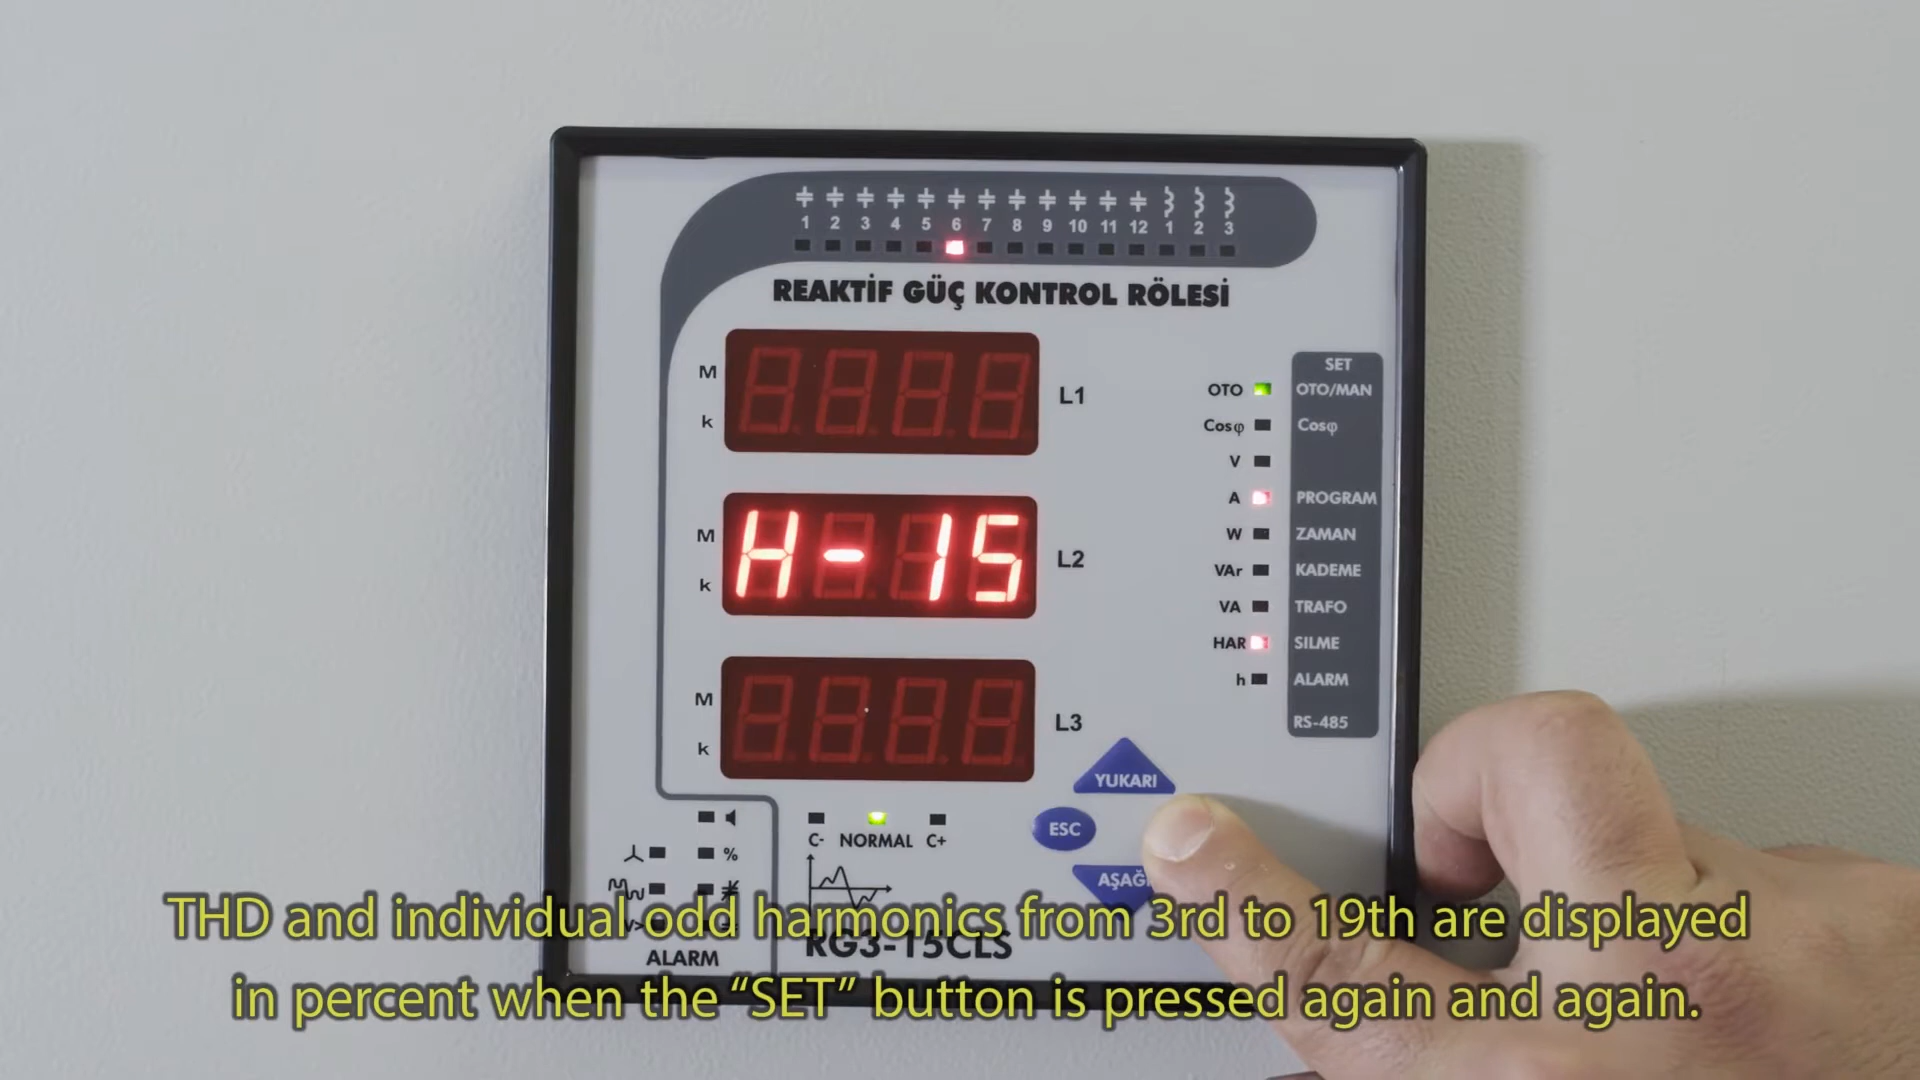 1 2 3 4 5 6 7 8 9 10 11 12 1 2 3
REAKTİF GÜÇ KONTROL RÖLESİ
M
k
L1
M
k
H-15
L2
M
k
L3
SET
OTO OTO/MAN
Cosφ Cosφ
V
A PROGRAM
W ZAMAN
VAr KADEME
VA TRAFO
HAR SILME
h ALARM
RS-485
YUKARI
ESC
AŞAĞI
C- NORMAL C+
%
ALARM
RG3-15CLS
THD and individual odd harmonics from 3rd to 19th are displayed
in percent when the “SET” button is pressed again and again.